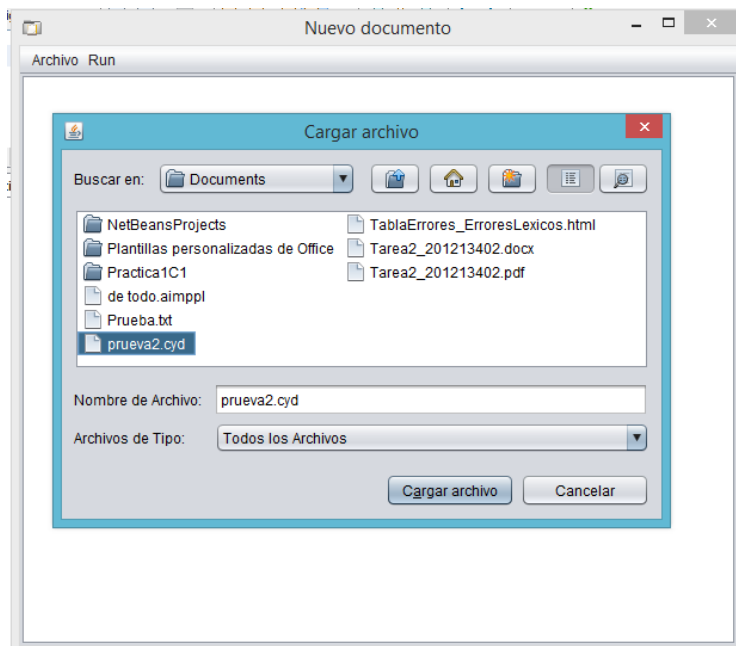 Nuevo documento
Archivo Run
Cargar archivo
Buscar en: Documents
NetBeansProjects
Plantillas personalizadas de Office
Practica1C1
de todo.aimppl
Prueba.txt
prueva2.cyd
TablaErrores_ErroresLexicos.html
Tarea2_201213402.docx
Tarea2_201213402.pdf
Nombre de Archivo: prueva2.cyd
Archivos de Tipo: Todos los Archivos
Cargar archivo Cancelar